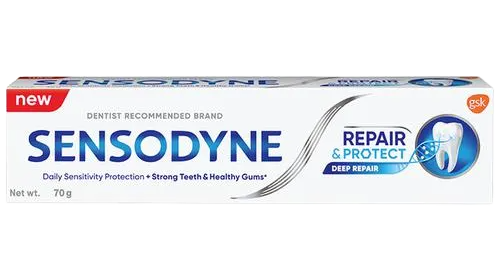 new
DENTIST RECOMMENDED BRAND
SENSODYNE
Daily Sensitivity Protection + Strong Teeth & Healthy Gums*
Net wt. 70g
REPAIR
& PROTECT
DEEP REPAIR
gsk